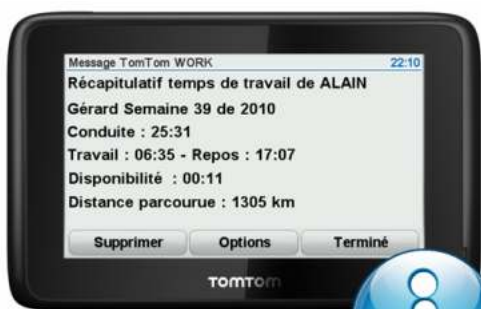 Message TomTom WORK 22:10
Récapitulatif temps de travail de ALAIN
Gérard Semaine 39 de 2010
Conduite : 25:31
Travail : 06:35 - Repos : 17:07
Disponibilité : 00:11
Distance parcourue : 1305 km
Supprimer Options Terminé
TOMTOM